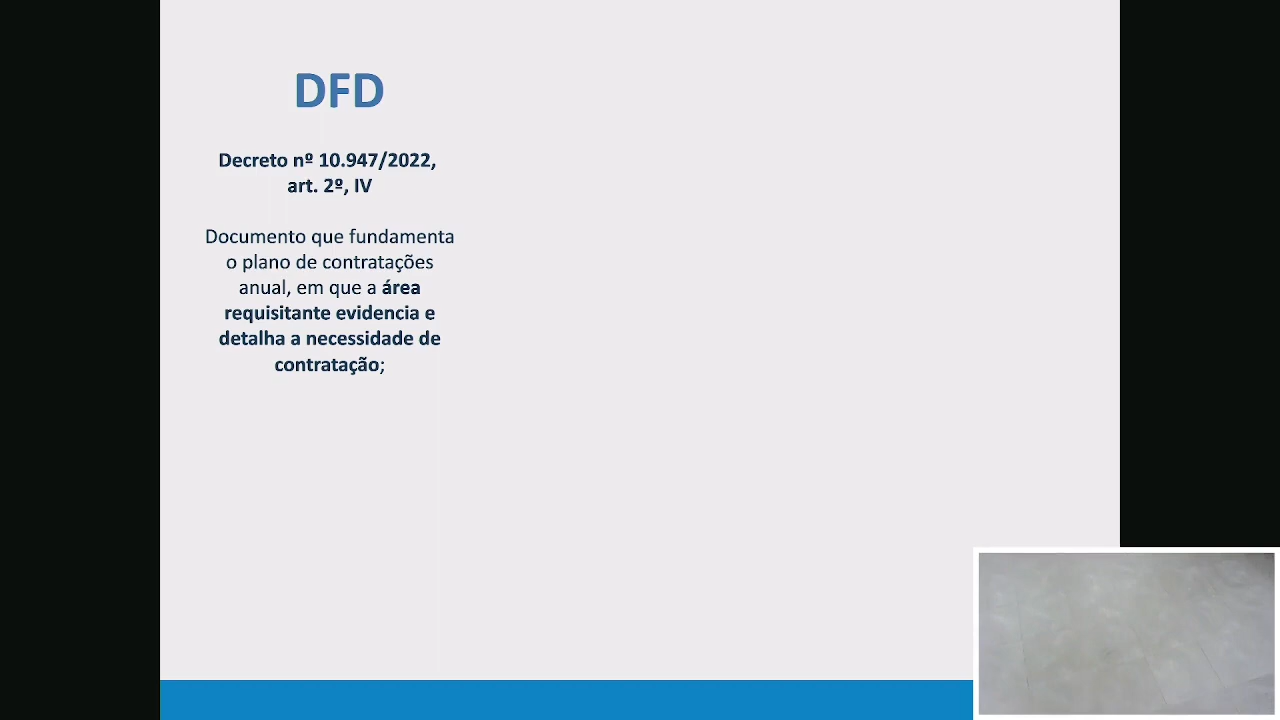 DFD
Decreto nº 10.947/2022,
art. 2º, IV
Documento que fundamenta
o plano de contratações
anual, em que a área
requisitante evidencia e
detalha a necessidade de
contratação;